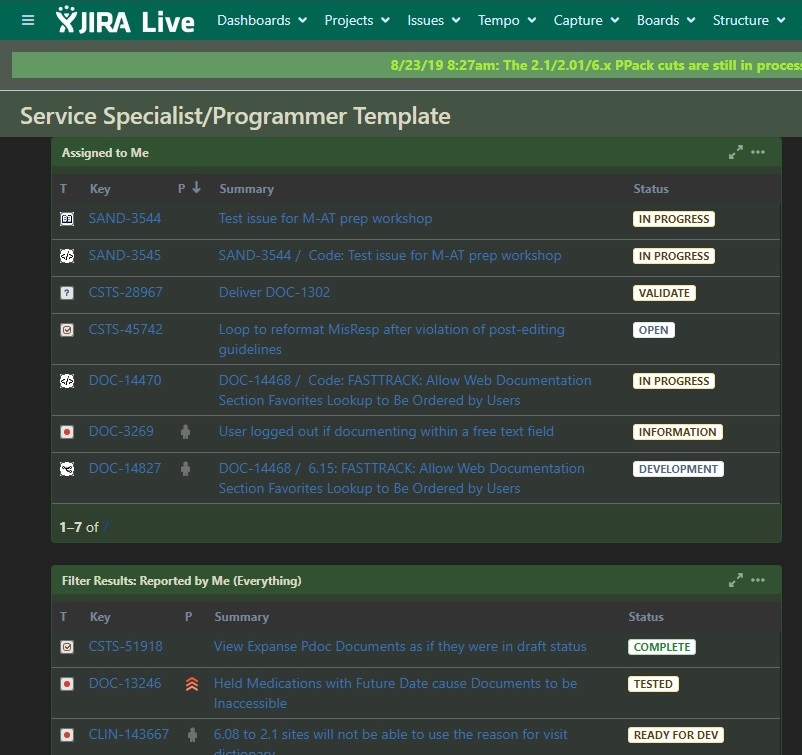 JIRA Live Dashboards Projects Issues Tempo Capture Boards Structure
8/23/19 8:27am: The 2.1/2.01/6.x PPack cuts are still in process
Service Specialist/Programmer Template
Assigned to Me
T Key P Summary Status
SAND-3544 Test issue for M-AT prep workshop IN PROGRESS
SAND-3545 SAND-3544 / Code: Test issue for M-AT prep workshop IN PROGRESS
CSTS-28967 Deliver DOC-1302 VALIDATE
CSTS-45742 Loop to reformat MisResp after violation of post-editing OPEN
guidelines
DOC-14470 DOC-14468 / Code: FASTTRACK: Allow Web Documentation IN PROGRESS
Section Favorites Lookup to Be Ordered by Users
DOC-3269 User logged out if documenting within a free text field INFORMATION
DOC-14827 DOC-14468 / 6.15: FASTTRACK: Allow Web Documentation DEVELOPMENT
Section Favorites Lookup to Be Ordered by Users
1–7 of 7
Filter Results: Reported by Me (Everything)
T Key P Summary Status
CSTS-51918 View Expanse Pdoc Documents as if they were in draft status COMPLETE
DOC-13246 Held Medications with Future Date cause Documents to be TESTED
Inaccessible
CLIN-143667 6.08 to 2.1 sites will not be able to use the reason for visit READY FOR DEV
dictionary